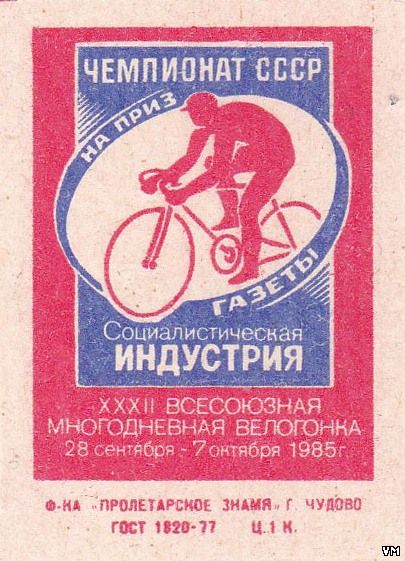 ЧЕМПИОНАТ СССР
НА ПРИЗ
ГАЗЕТЫ
Социалистическая
ИНДУСТРИЯ
XXXII ВСЕСОЮЗНАЯ
МНОГОДНЕВНАЯ ВЕЛОГОНКА
28 сентября - 7 октября 1985г.
Ф-КА „ПРОЛЕТАРСКОЕ ЗНАМЯ" Г. ЧУДОВО
ГОСТ 1820-77 Ц.1 К.
VM